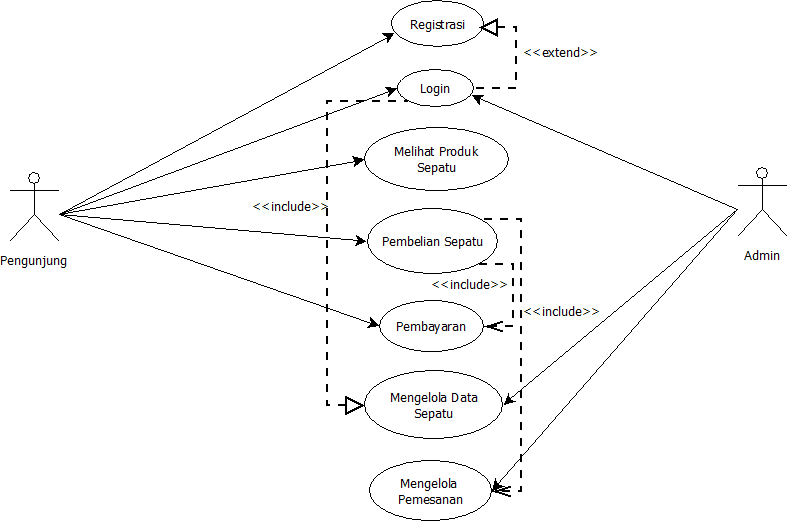 Registrasi
<<extend>>
Login
Melihat Produk
Sepatu
<<include>>
Pembelian Sepatu
Pengunjung
Admin
<<include>>
<<include>>
Pembayaran
Mengelola Data
Sepatu
Mengelola
Pemesanan